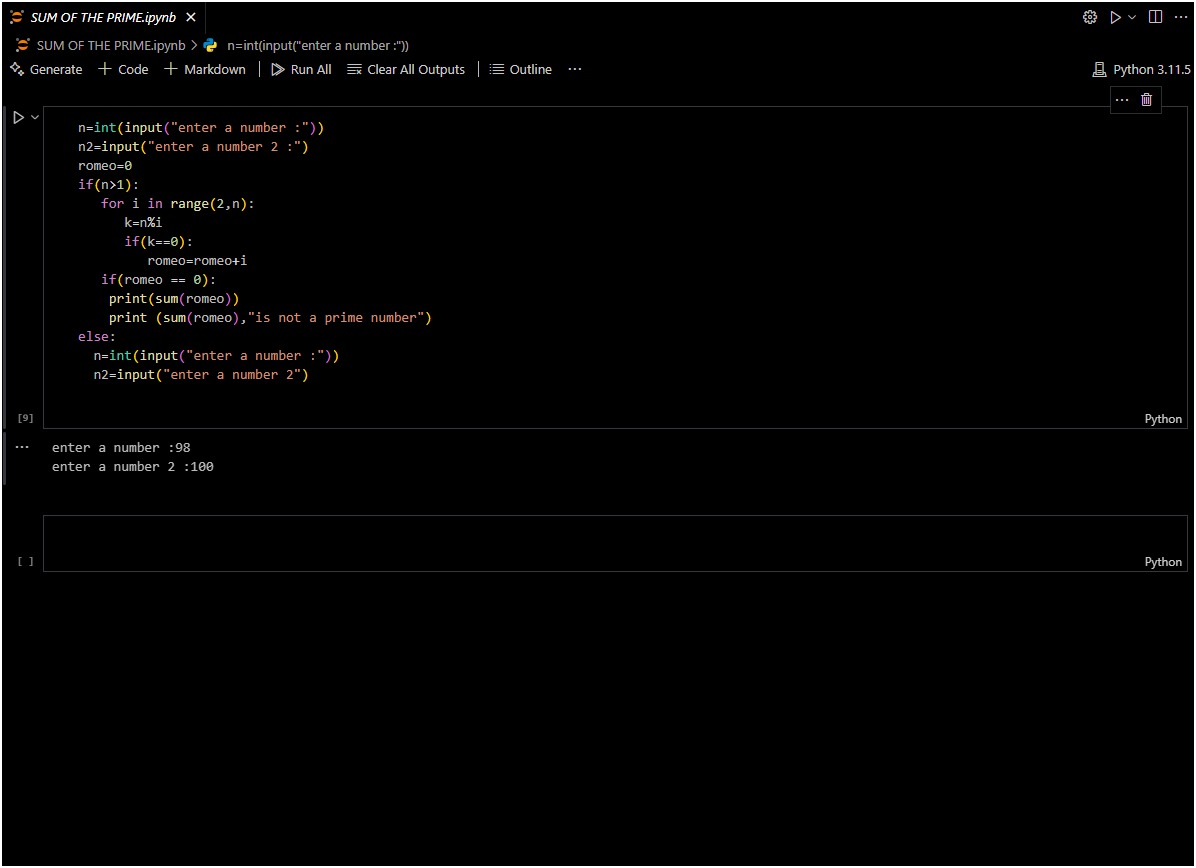 SUM OF THE PRIME.ipynb
SUM OF THE PRIME.ipynb > n=int(input("enter a number :"))
Generate + Code + Markdown | Run All Clear All Outputs | Outline ... Python 3.11.5
n=int(input("enter a number :"))
n2=input("enter a number 2 :")
romeo=0
if(n>1):
   for i in range(2,n):
      k=n%i
      if(k==0):
         romeo=romeo+i
   if(romeo == 0):
    print(sum(romeo))
    print (sum(romeo),"is not a prime number")
else:
  n=int(input("enter a number :"))
  n2=input("enter a number 2")
[9] Python
... enter a number :98
enter a number 2 :100
[ ] Python